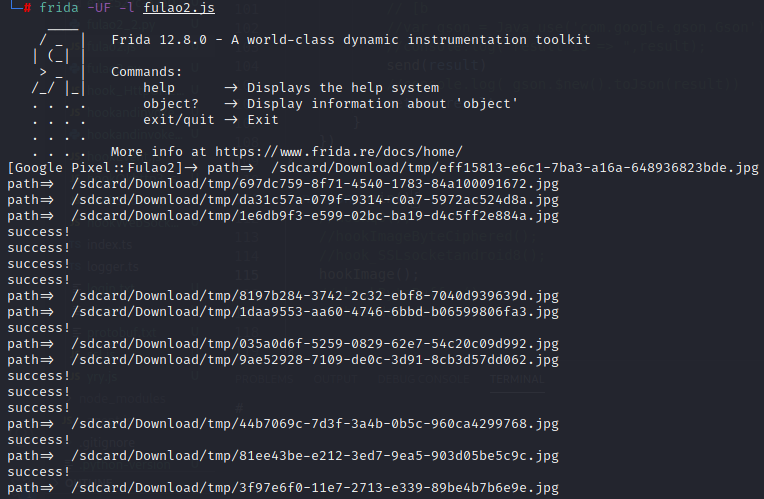 └─# frida -UF -l fulao2.js
     ____
    / _  |   Frida 12.8.0 - A world-class dynamic instrumentation toolkit
   | (_| |
    > _  |   Commands:
   /_/ |_|       help      -> Displays the help system
   . . . .       object?   -> Display information about 'object'
   . . . .       exit/quit -> Exit
   . . . .
   . . . .   More info at https://www.frida.re/docs/home/
[Google Pixel::Fulao2]-> path=>  /sdcard/Download/tmp/eff15813-e6c1-7ba3-a16a-648936823bde.jpg
path=>  /sdcard/Download/tmp/697dc759-8f71-4540-1783-84a100091672.jpg
path=>  /sdcard/Download/tmp/da31c57a-079f-9314-c0a7-5972ac524d8a.jpg
path=>  /sdcard/Download/tmp/1e6db9f3-e599-02bc-ba19-d4c5ff2e884a.jpg
success!
success!
success!
success!
path=>  /sdcard/Download/tmp/8197b284-3742-2c32-ebf8-7040d939639d.jpg
path=>  /sdcard/Download/tmp/1daa9553-aa60-4746-6bbd-b06599806fa3.jpg
success!
path=>  /sdcard/Download/tmp/035a0d6f-5259-0829-62e7-54c20c09d992.jpg
path=>  /sdcard/Download/tmp/9ae52928-7109-de0c-3d91-8cb3d57dd062.jpg
success!
success!
success!
path=>  /sdcard/Download/tmp/44b7069c-7d3f-3a4b-0b5c-960ca4299768.jpg
success!
path=>  /sdcard/Download/tmp/81ee43be-e212-3ed7-9ea5-903d05be5c9c.jpg
success!
path=>  /sdcard/Download/tmp/3f97e6f0-11e7-2713-e339-89be4b7b6e9e.jpg